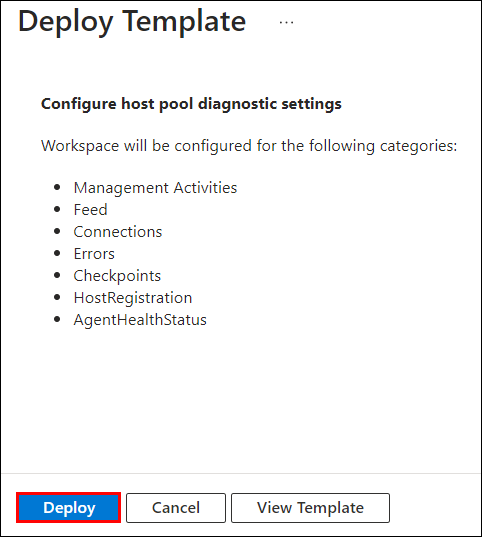 Deploy Template ...
Configure host pool diagnostic settings
Workspace will be configured for the following categories:
• Management Activities
• Feed
• Connections
• Errors
• Checkpoints
• HostRegistration
• AgentHealthStatus
Deploy Cancel View Template